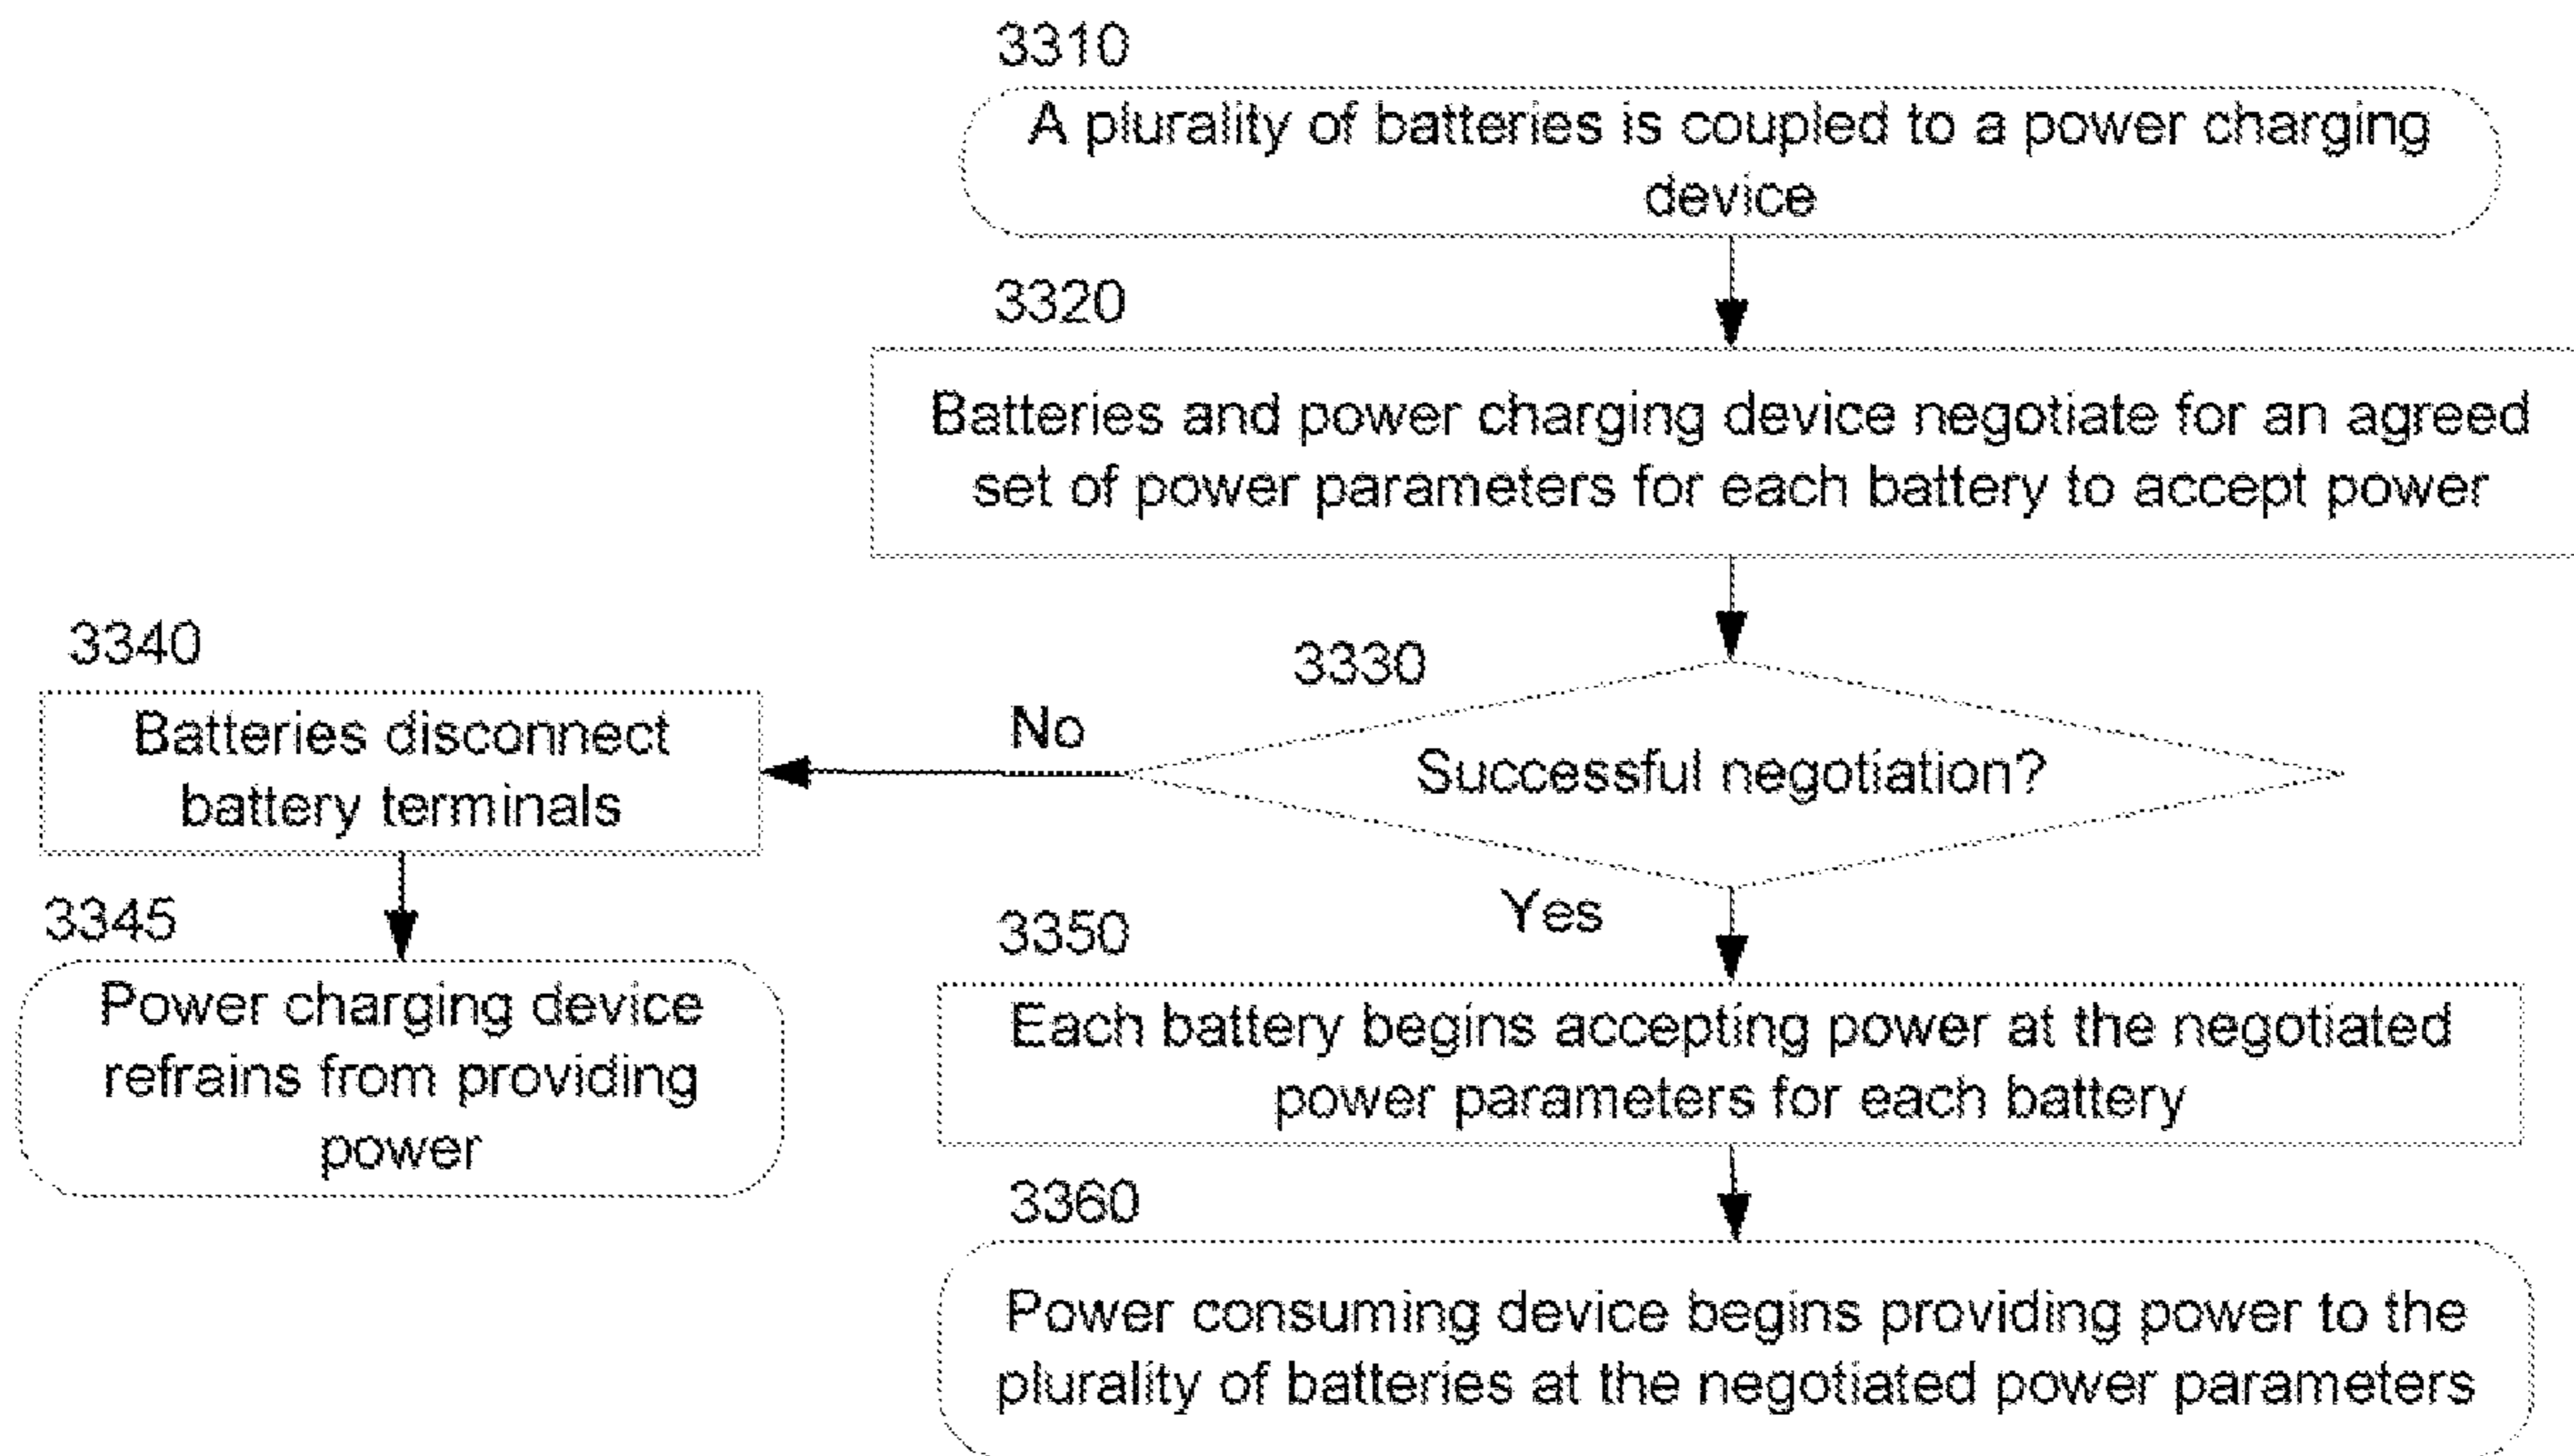 3310
A plurality of batteries is coupled to a power charging
device
3320
Batteries and power charging device negotiate for an agreed
set of power parameters for each battery to accept power
3330
Successful negotiation?
No
3340
Batteries disconnect
battery terminals
3345
Power charging device
refrains from providing
power
Yes
3350
Each battery begins accepting power at the negotiated
power parameters for each battery
3360
Power consuming device begins providing power to the
plurality of batteries at the negotiated power parameters